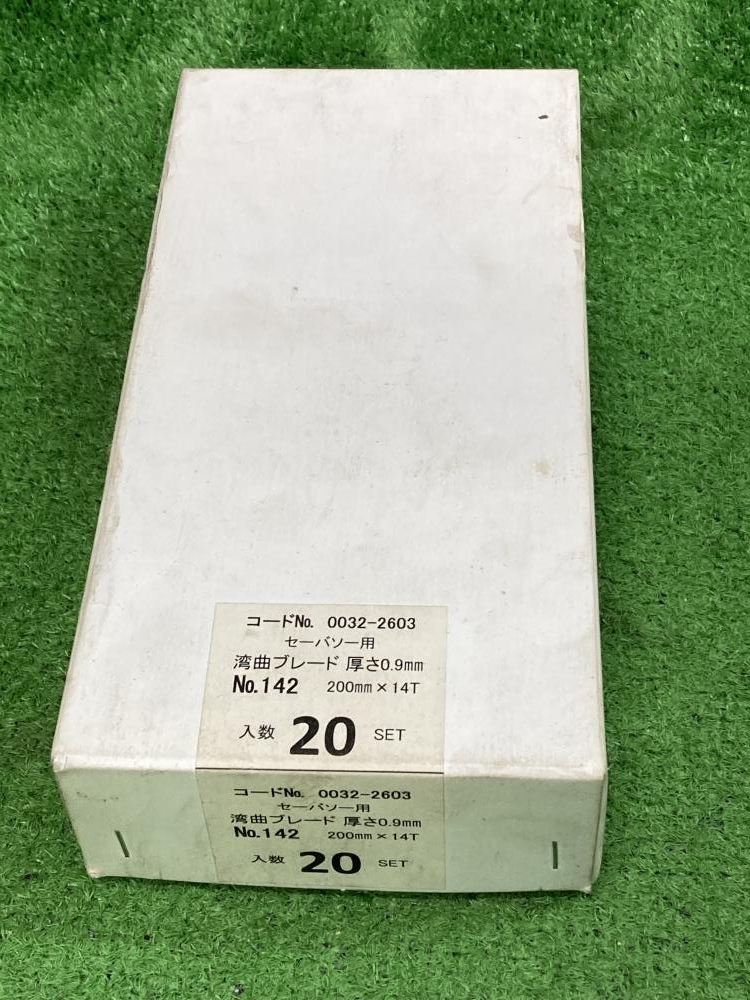 コードNo. 0032-2603
セーバソー用
湾曲ブレード 厚さ0.9mm
No.142 200mm×14T
入数 20 SET
コードNo. 0032-2603
セーバソー用
湾曲ブレード 厚さ0.9mm
No.142 200mm×14T
入数 20 SET